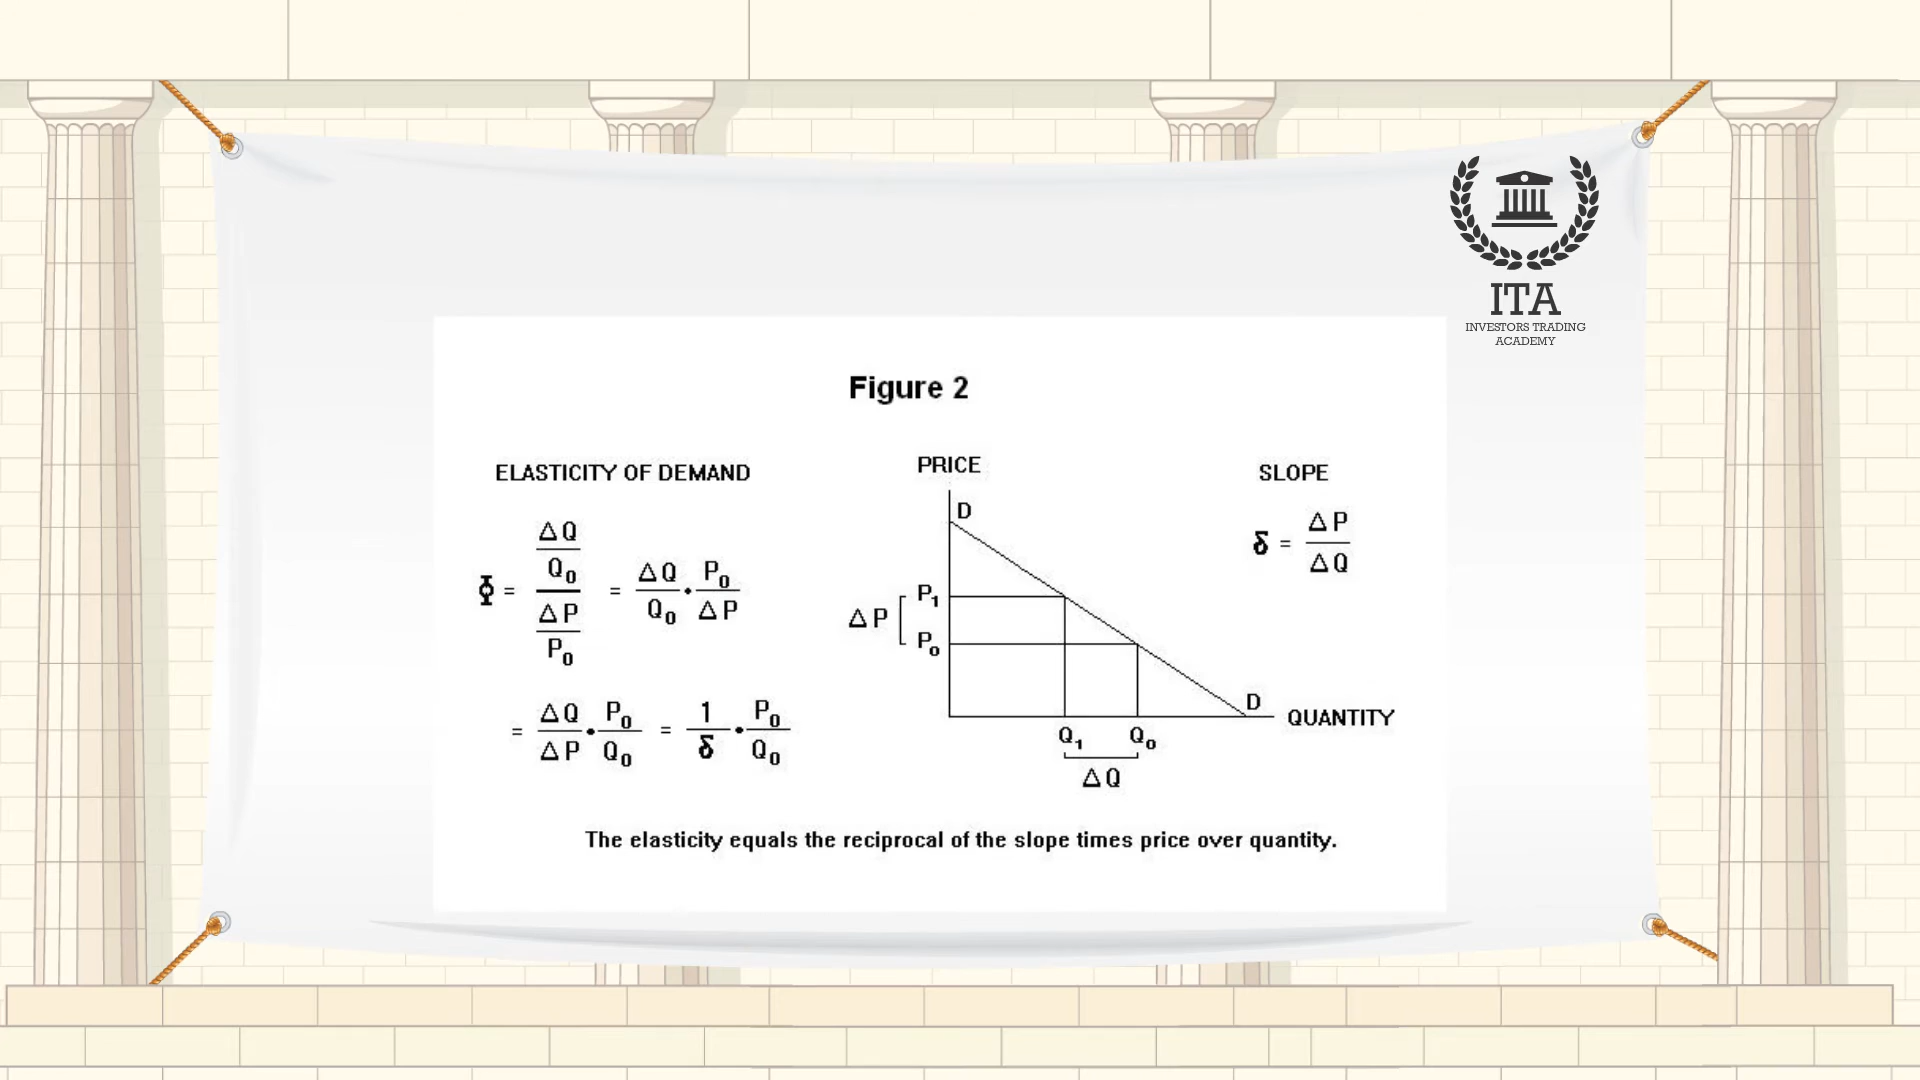 ITA
INVESTORS TRADING
ACADEMY
Figure 2
ELASTICITY OF DEMAND
Φ = (ΔQ / Q₀) / (ΔP / P₀) = ΔQ / Q₀ • P₀ / ΔP
= ΔQ / ΔP • P₀ / Q₀ = 1 / δ • P₀ / Q₀
PRICE
D
P₁
ΔP
P₀
D
QUANTITY
Q₁ Q₀
ΔQ
SLOPE
δ = ΔP / ΔQ
The elasticity equals the reciprocal of the slope times price over quantity.